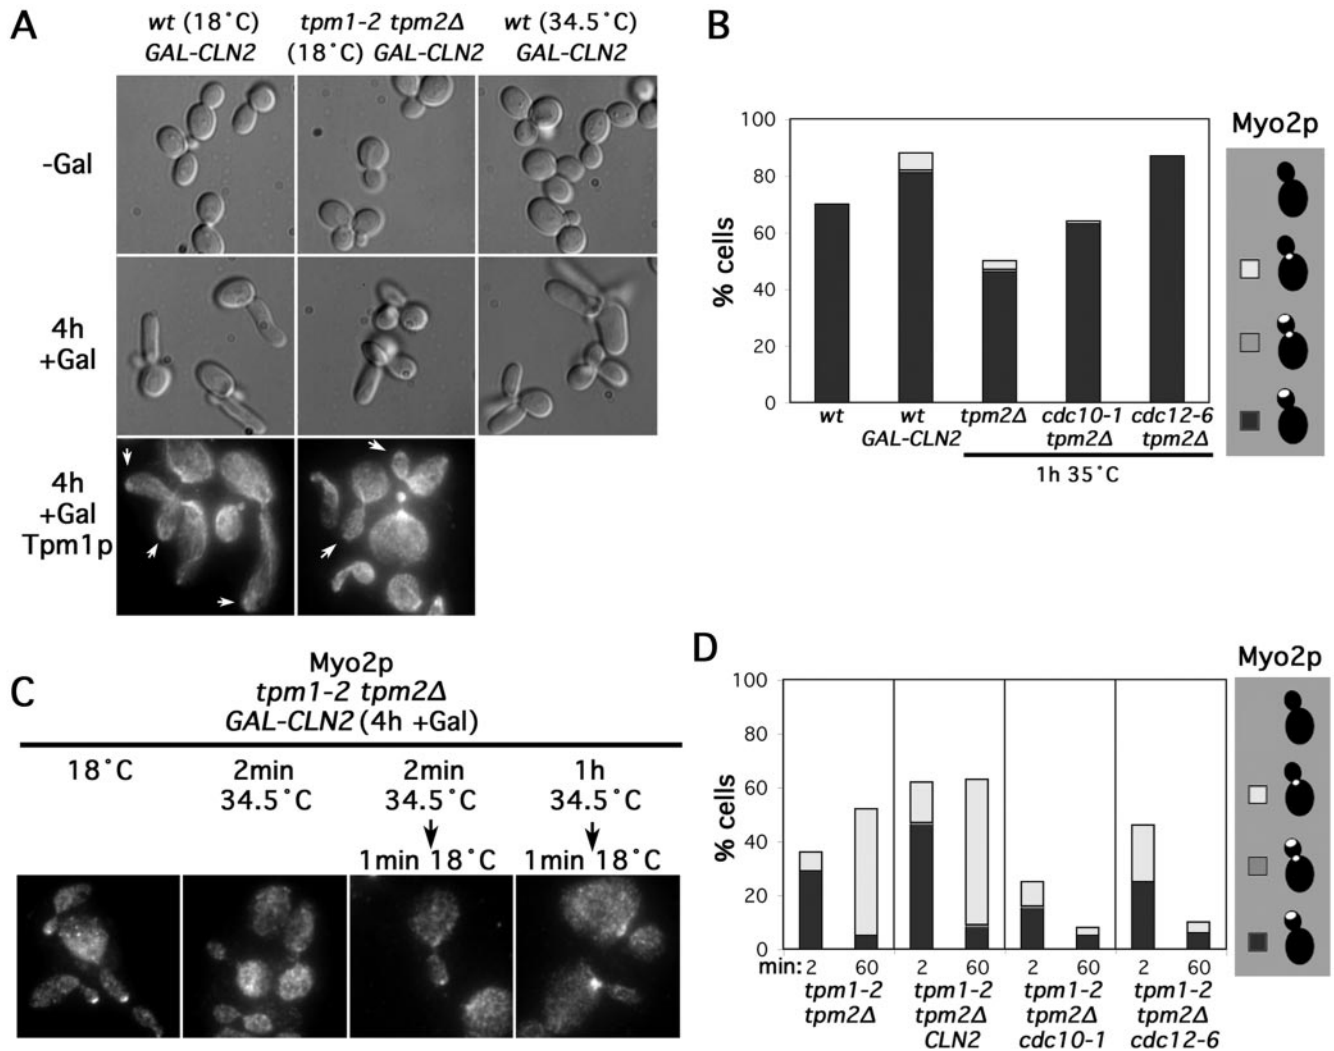 A
wt (18˚C)
GAL-CLN2
tpm1-2 tpm2Δ
(18˚C) GAL-CLN2
wt (34.5˚C)
GAL-CLN2
-Gal
4h
+Gal
4h
+Gal
Tpm1p
B
Myo2p
% cells
100
80
60
40
20
0
wt
wt
GAL-CLN2
tpm2Δ
cdc10-1
tpm2Δ
cdc12-6
tpm2Δ
1h 35˚C
C
Myo2p
tpm1-2 tpm2Δ
GAL-CLN2 (4h +Gal)
18˚C
2min
34.5˚C
2min
34.5˚C
1min 18˚C
1h
34.5˚C
1min 18˚C
D
Myo2p
% cells
100
80
60
40
20
0
min: 2 60 2 60 2 60 2 60
tpm1-2
tpm2Δ
tpm1-2
tpm2Δ
CLN2
tpm1-2
tpm2Δ
cdc10-1
tpm1-2
tpm2Δ
cdc12-6